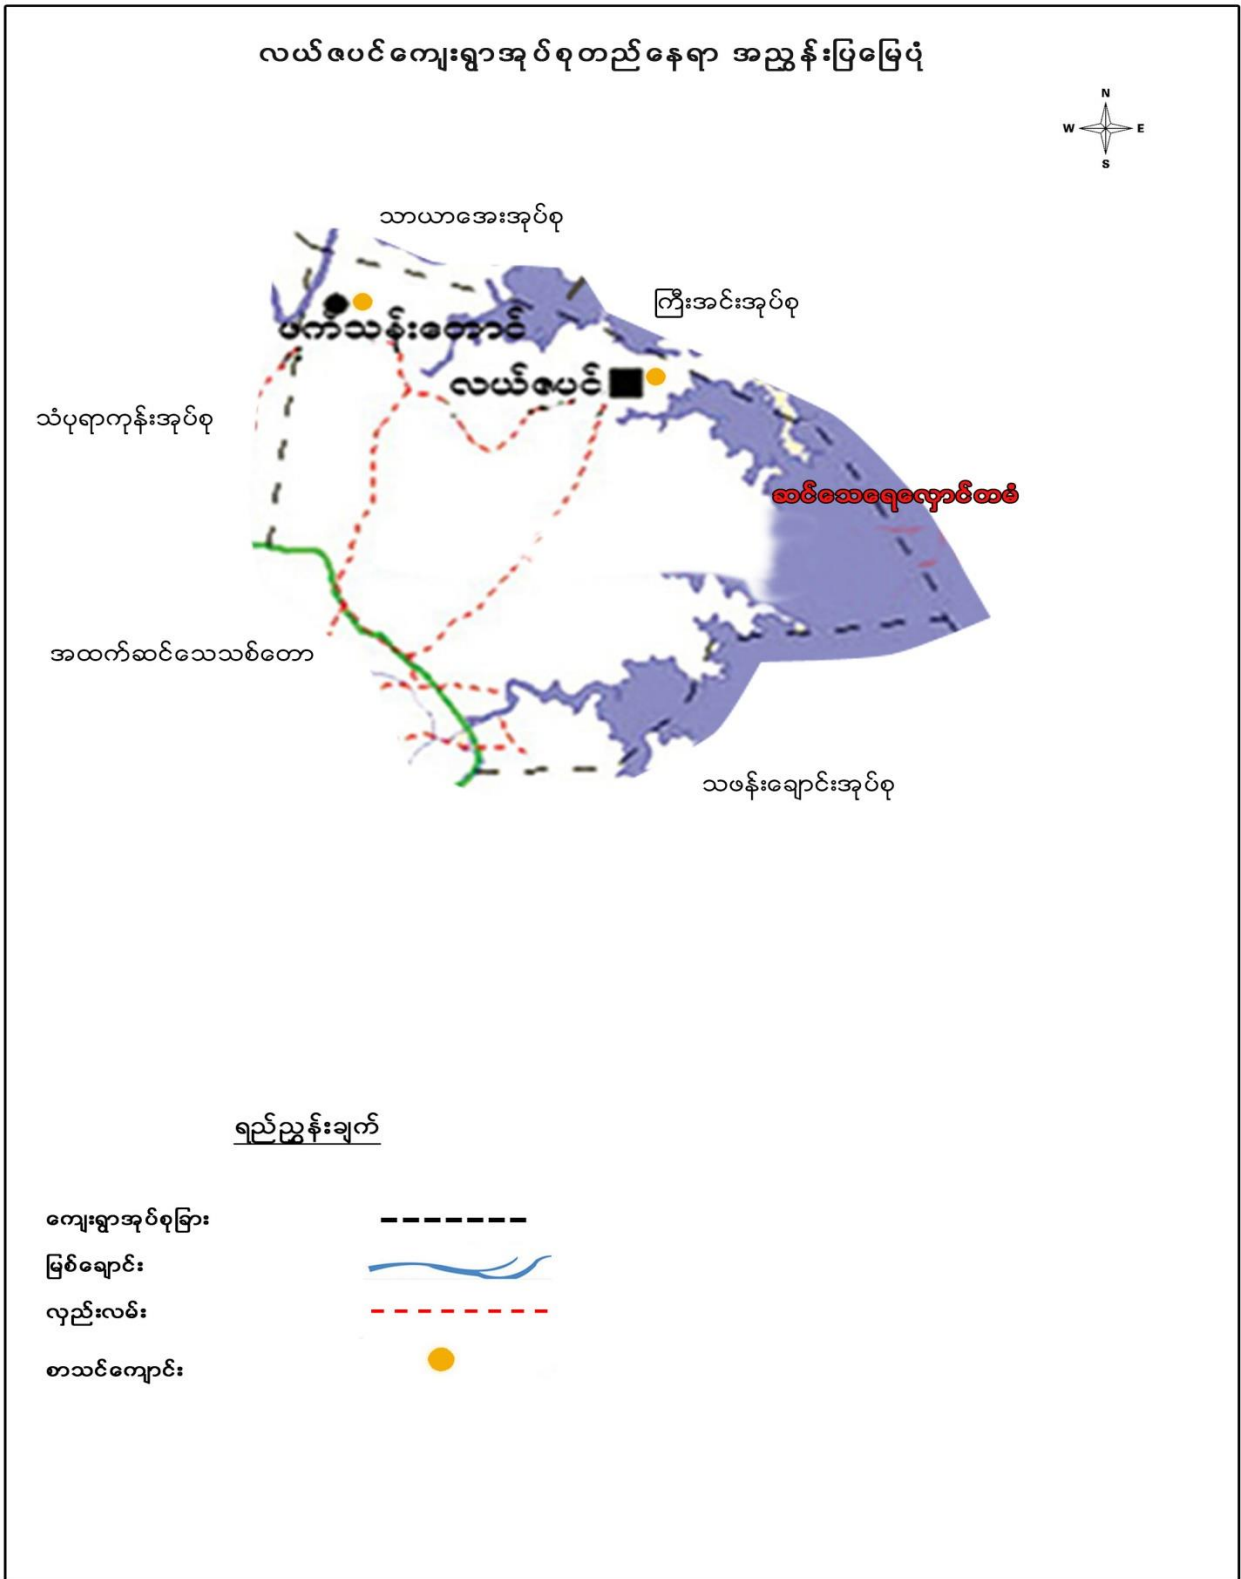 လယ်ဇပင်ကျေးရွာအုပ်စုတည်နေရာ အညွှန်းပြမြေပုံ
N
W E
S
သာယာအေးအုပ်စု
ကြီးအင်းအုပ်စု
ဖက်သန်းတောင်
လယ်ဇပင်
သံပုရာကုန်းအုပ်စု
ဆင်သေရေလှောင်တမံ
အထက်ဆင်သေသစ်တော
သဖန်းချောင်းအုပ်စု
ရည်ညွှန်းချက်
ကျေးရွာအုပ်စုခြား
မြစ်ချောင်း
လှည်းလမ်း
စာသင်ကျောင်း